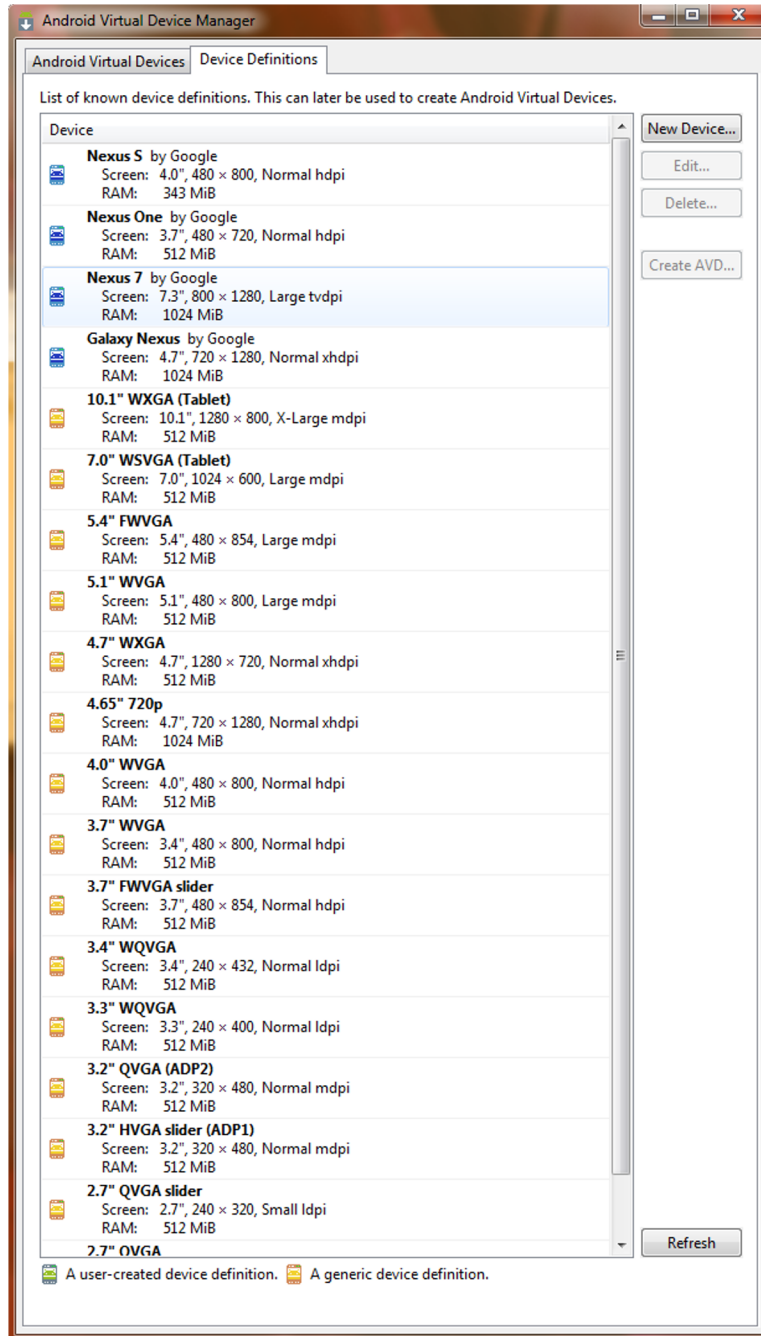 Android Virtual Device Manager
Android Virtual Devices
Device Definitions
List of known device definitions. This can later be used to create Android Virtual Devices.
Device
New Device...
Edit...
Delete...
Create AVD...
Nexus S by Google
Screen: 4.0", 480 × 800, Normal hdpi
RAM: 343 MiB
Nexus One by Google
Screen: 3.7", 480 × 720, Normal hdpi
RAM: 512 MiB
Nexus 7 by Google
Screen: 7.3", 800 × 1280, Large tvdpi
RAM: 1024 MiB
Galaxy Nexus by Google
Screen: 4.7", 720 × 1280, Normal xhdpi
RAM: 1024 MiB
10.1" WXGA (Tablet)
Screen: 10.1", 1280 × 800, X-Large mdpi
RAM: 512 MiB
7.0" WSVGA (Tablet)
Screen: 7.0", 1024 × 600, Large mdpi
RAM: 512 MiB
5.4" FWVGA
Screen: 5.4", 480 × 854, Large mdpi
RAM: 512 MiB
5.1" WVGA
Screen: 5.1", 480 × 800, Large mdpi
RAM: 512 MiB
4.7" WXGA
Screen: 4.7", 1280 × 720, Normal xhdpi
RAM: 512 MiB
4.65" 720p
Screen: 4.7", 720 × 1280, Normal xhdpi
RAM: 1024 MiB
4.0" WVGA
Screen: 4.0", 480 × 800, Normal hdpi
RAM: 512 MiB
3.7" WVGA
Screen: 3.4", 480 × 800, Normal hdpi
RAM: 512 MiB
3.7" FWVGA slider
Screen: 3.7", 480 × 854, Normal hdpi
RAM: 512 MiB
3.4" WQVGA
Screen: 3.4", 240 × 432, Normal ldpi
RAM: 512 MiB
3.3" WQVGA
Screen: 3.3", 240 × 400, Normal ldpi
RAM: 512 MiB
3.2" QVGA (ADP2)
Screen: 3.2", 320 × 480, Normal mdpi
RAM: 512 MiB
3.2" HVGA slider (ADP1)
Screen: 3.2", 320 × 480, Normal mdpi
RAM: 512 MiB
2.7" QVGA slider
Screen: 2.7", 240 × 320, Small ldpi
RAM: 512 MiB
2.7" QVGA
Refresh
A user-created device definition. A generic device definition.